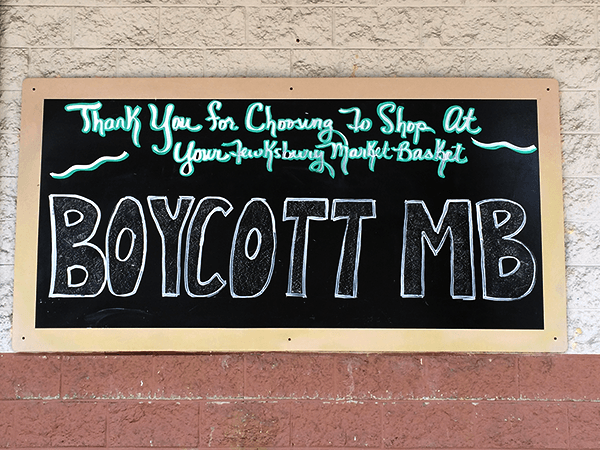 Thank You for Choosing To Shop At
Your Tewksbury Market Basket
BOYCOTT MB